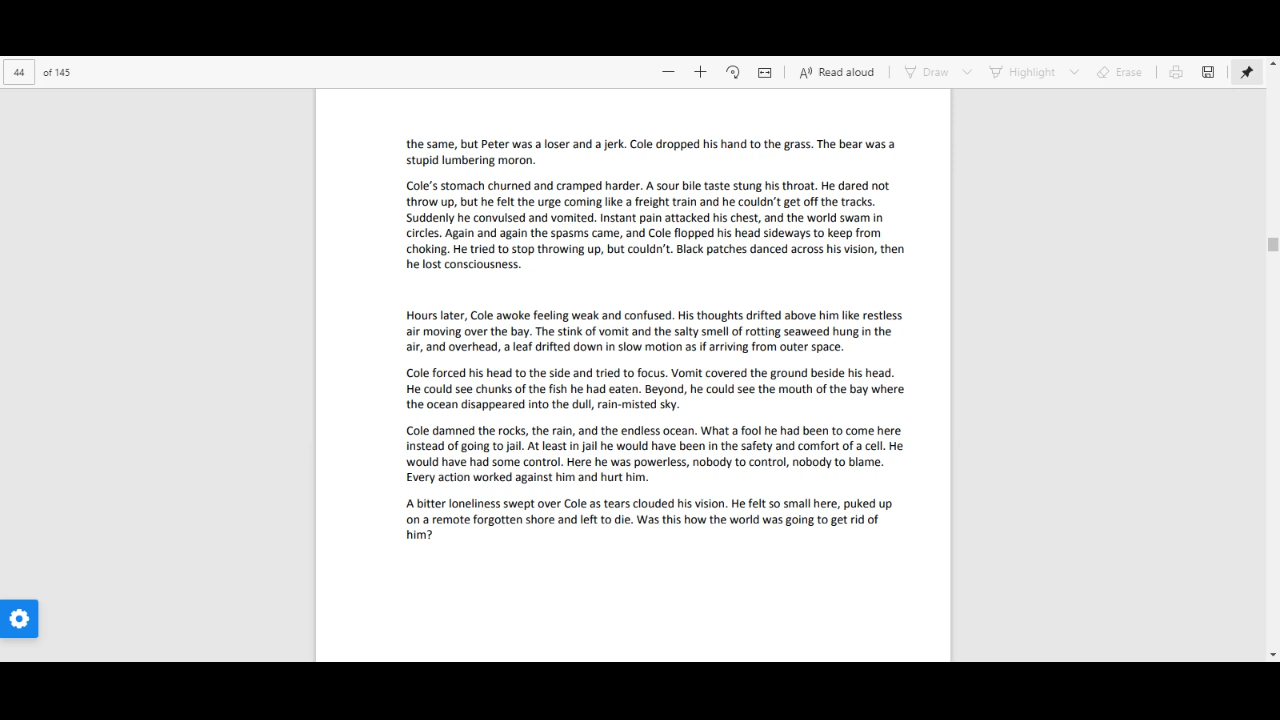 44 of 145 Read aloud Draw Highlight Erase
the same, but Peter was a loser and a jerk. Cole dropped his hand to the grass. The bear was a
stupid lumbering moron.
Cole’s stomach churned and cramped harder. A sour bile taste stung his throat. He dared not
throw up, but he felt the urge coming like a freight train and he couldn’t get off the tracks.
Suddenly he convulsed and vomited. Instant pain attacked his chest, and the world swam in
circles. Again and again the spasms came, and Cole flopped his head sideways to keep from
choking. He tried to stop throwing up, but couldn’t. Black patches danced across his vision, then
he lost consciousness.
Hours later, Cole awoke feeling weak and confused. His thoughts drifted above him like restless
air moving over the bay. The stink of vomit and the salty smell of rotting seaweed hung in the
air, and overhead, a leaf drifted down in slow motion as if arriving from outer space.
Cole forced his head to the side and tried to focus. Vomit covered the ground beside his head.
He could see chunks of the fish he had eaten. Beyond, he could see the mouth of the bay where
the ocean disappeared into the dull, rain-misted sky.
Cole damned the rocks, the rain, and the endless ocean. What a fool he had been to come here
instead of going to jail. At least in jail he would have been in the safety and comfort of a cell. He
would have had some control. Here he was powerless, nobody to control, nobody to blame.
Every action worked against him and hurt him.
A bitter loneliness swept over Cole as tears clouded his vision. He felt so small here, puked up
on a remote forgotten shore and left to die. Was this how the world was going to get rid of
him?